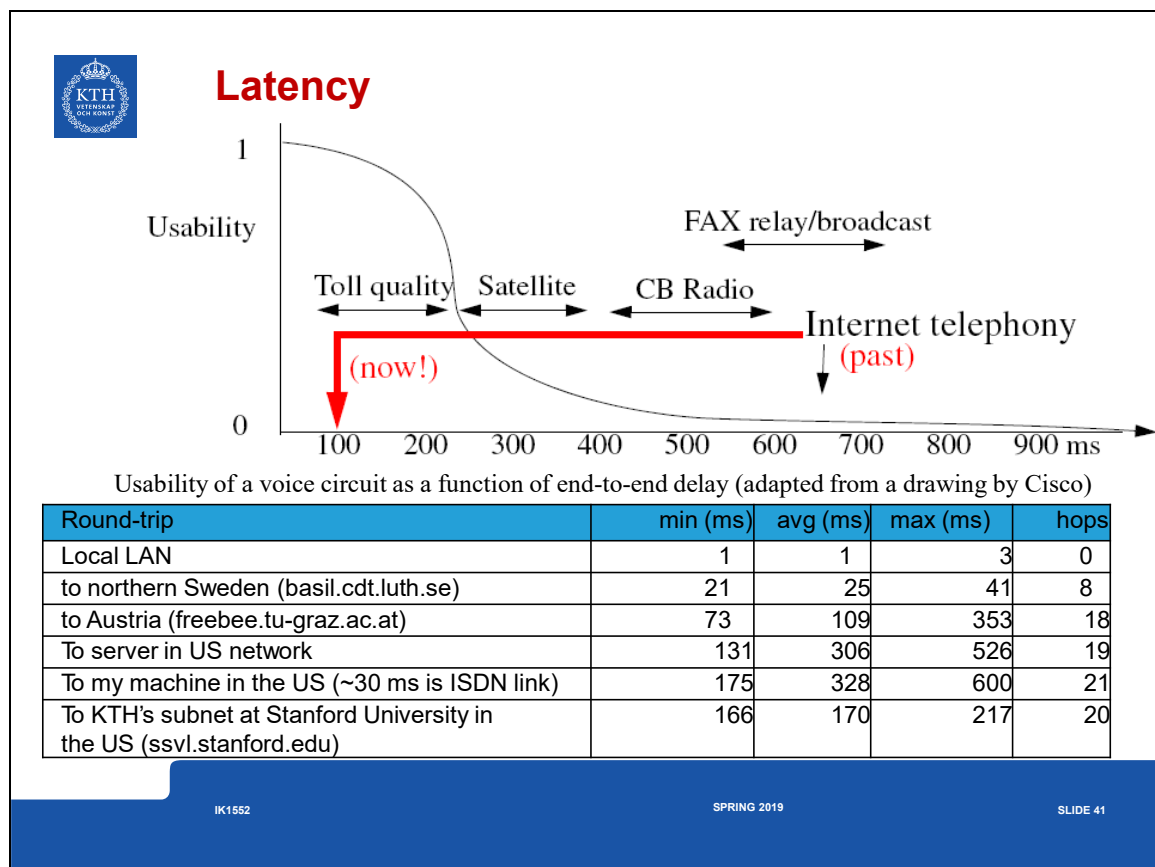 KTH
VETENSKAP
OCH KONST
Latency
1
Usability
FAX relay/broadcast
Toll quality Satellite CB Radio
Internet telephony
(now!) (past)
0
100 200 300 400 500 600 700 800 900 ms
Usability of a voice circuit as a function of end-to-end delay (adapted from a drawing by Cisco)
Round-trip min (ms) avg (ms) max (ms) hops
Local LAN 1 1 3 0
to northern Sweden (basil.cdt.luth.se) 21 25 41 8
to Austria (freebee.tu-graz.ac.at) 73 109 353 18
To server in US network 131 306 526 19
To my machine in the US (~30 ms is ISDN link) 175 328 600 21
To KTH’s subnet at Stanford University in 166 170 217 20
the US (ssvl.stanford.edu)
IK1552 SPRING 2019 SLIDE 41